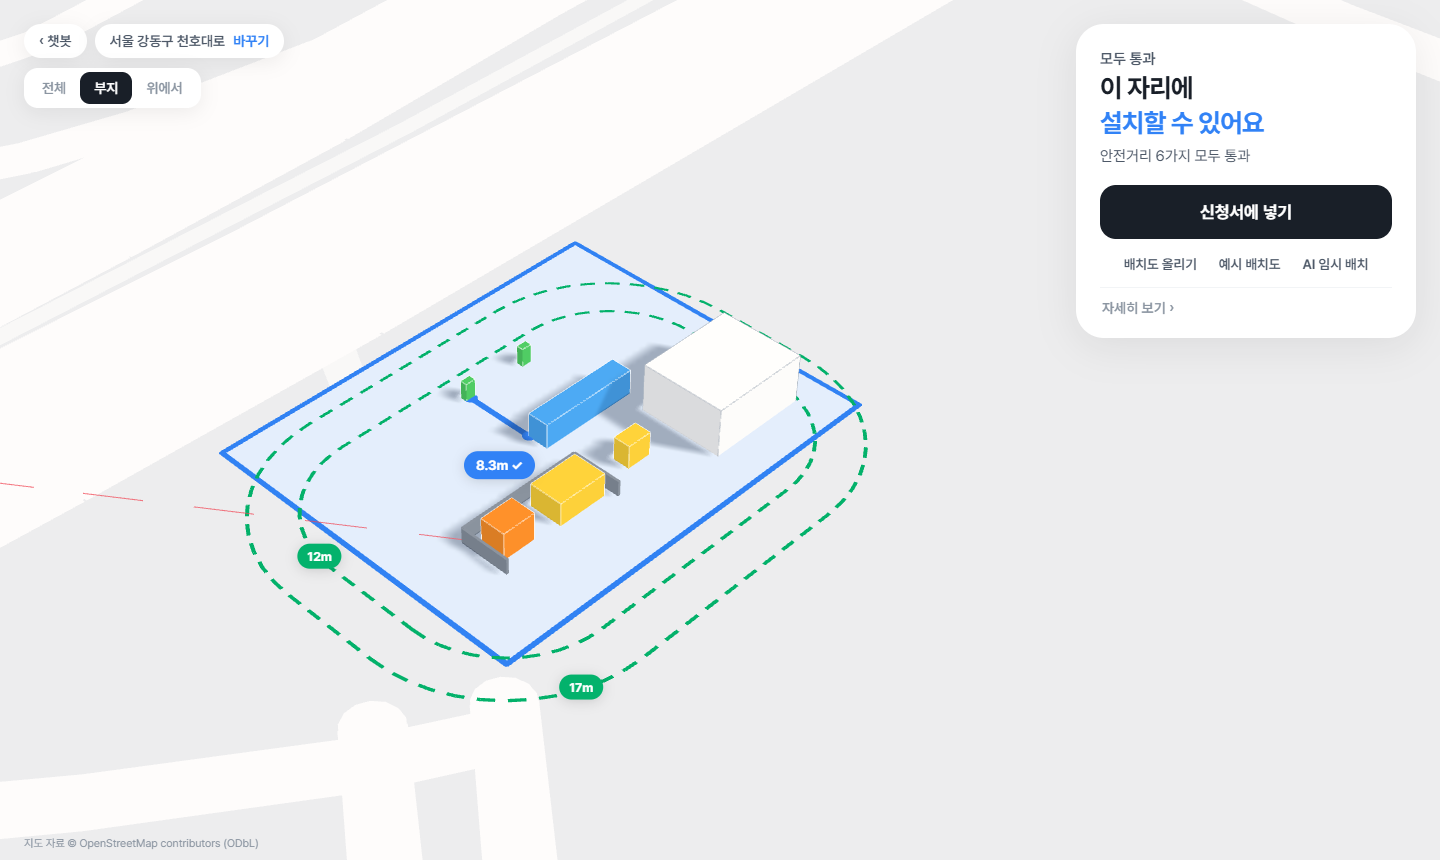 ‹ 챗봇
서울 강동구 천호대로 바꾸기
전체 부지 위에서
모두 통과
이 자리에
설치할 수 있어요
안전거리 6가지 모두 통과
신청서에 넣기
배치도 올리기 예시 배치도 AI 임시 배치
자세히 보기 ›
8.3m ✓
12m
17m
지도 자료 © OpenStreetMap contributors (ODbL)